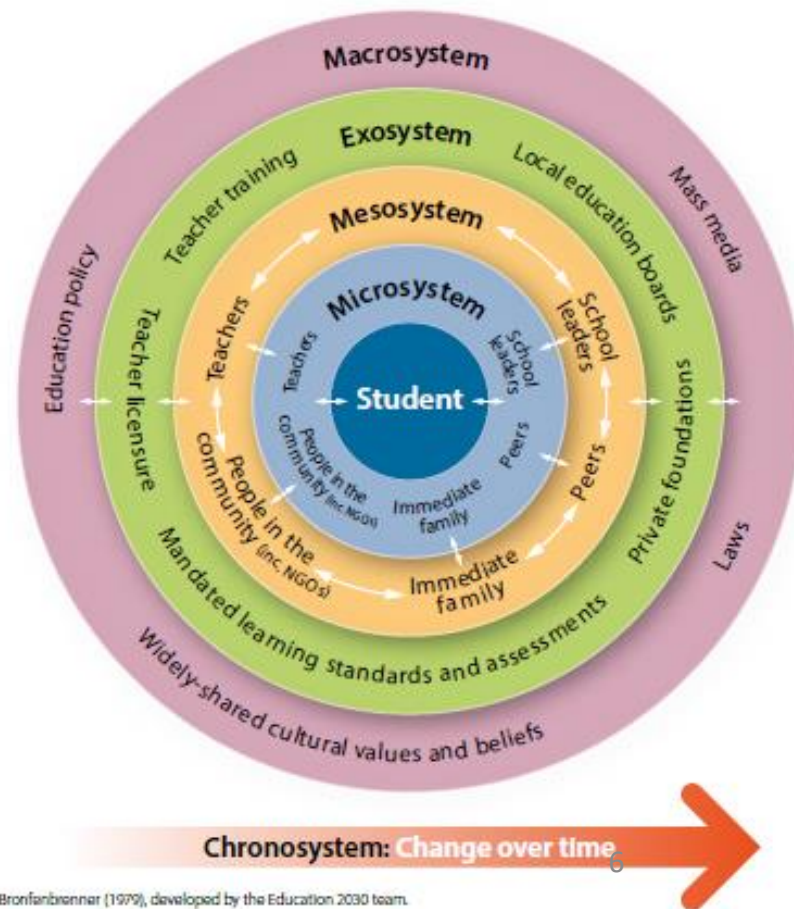 Macrosystem
Education policy
Mass media
Laws
Widely-shared cultural values and beliefs
Exosystem
Teacher training
Local education boards
Teacher licensure
Private foundations
Mandated learning standards and assessments
Mesosystem
Teachers
School
leaders
Peers
Immediate
family
People in the
community (inc, NGOs)
Microsystem
Teachers
School
leaders
Peers
Immediate
family
People in the
community (inc, NGOs)
Student
Chronosystem: Change over time
6
Bronfenbrenner (1979), developed by the Education 2030 team.